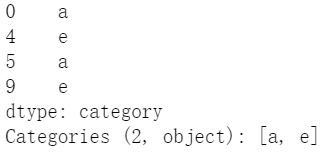 0    a
4    e
5    a
9    e
dtype: category
Categories (2, object): [a, e]